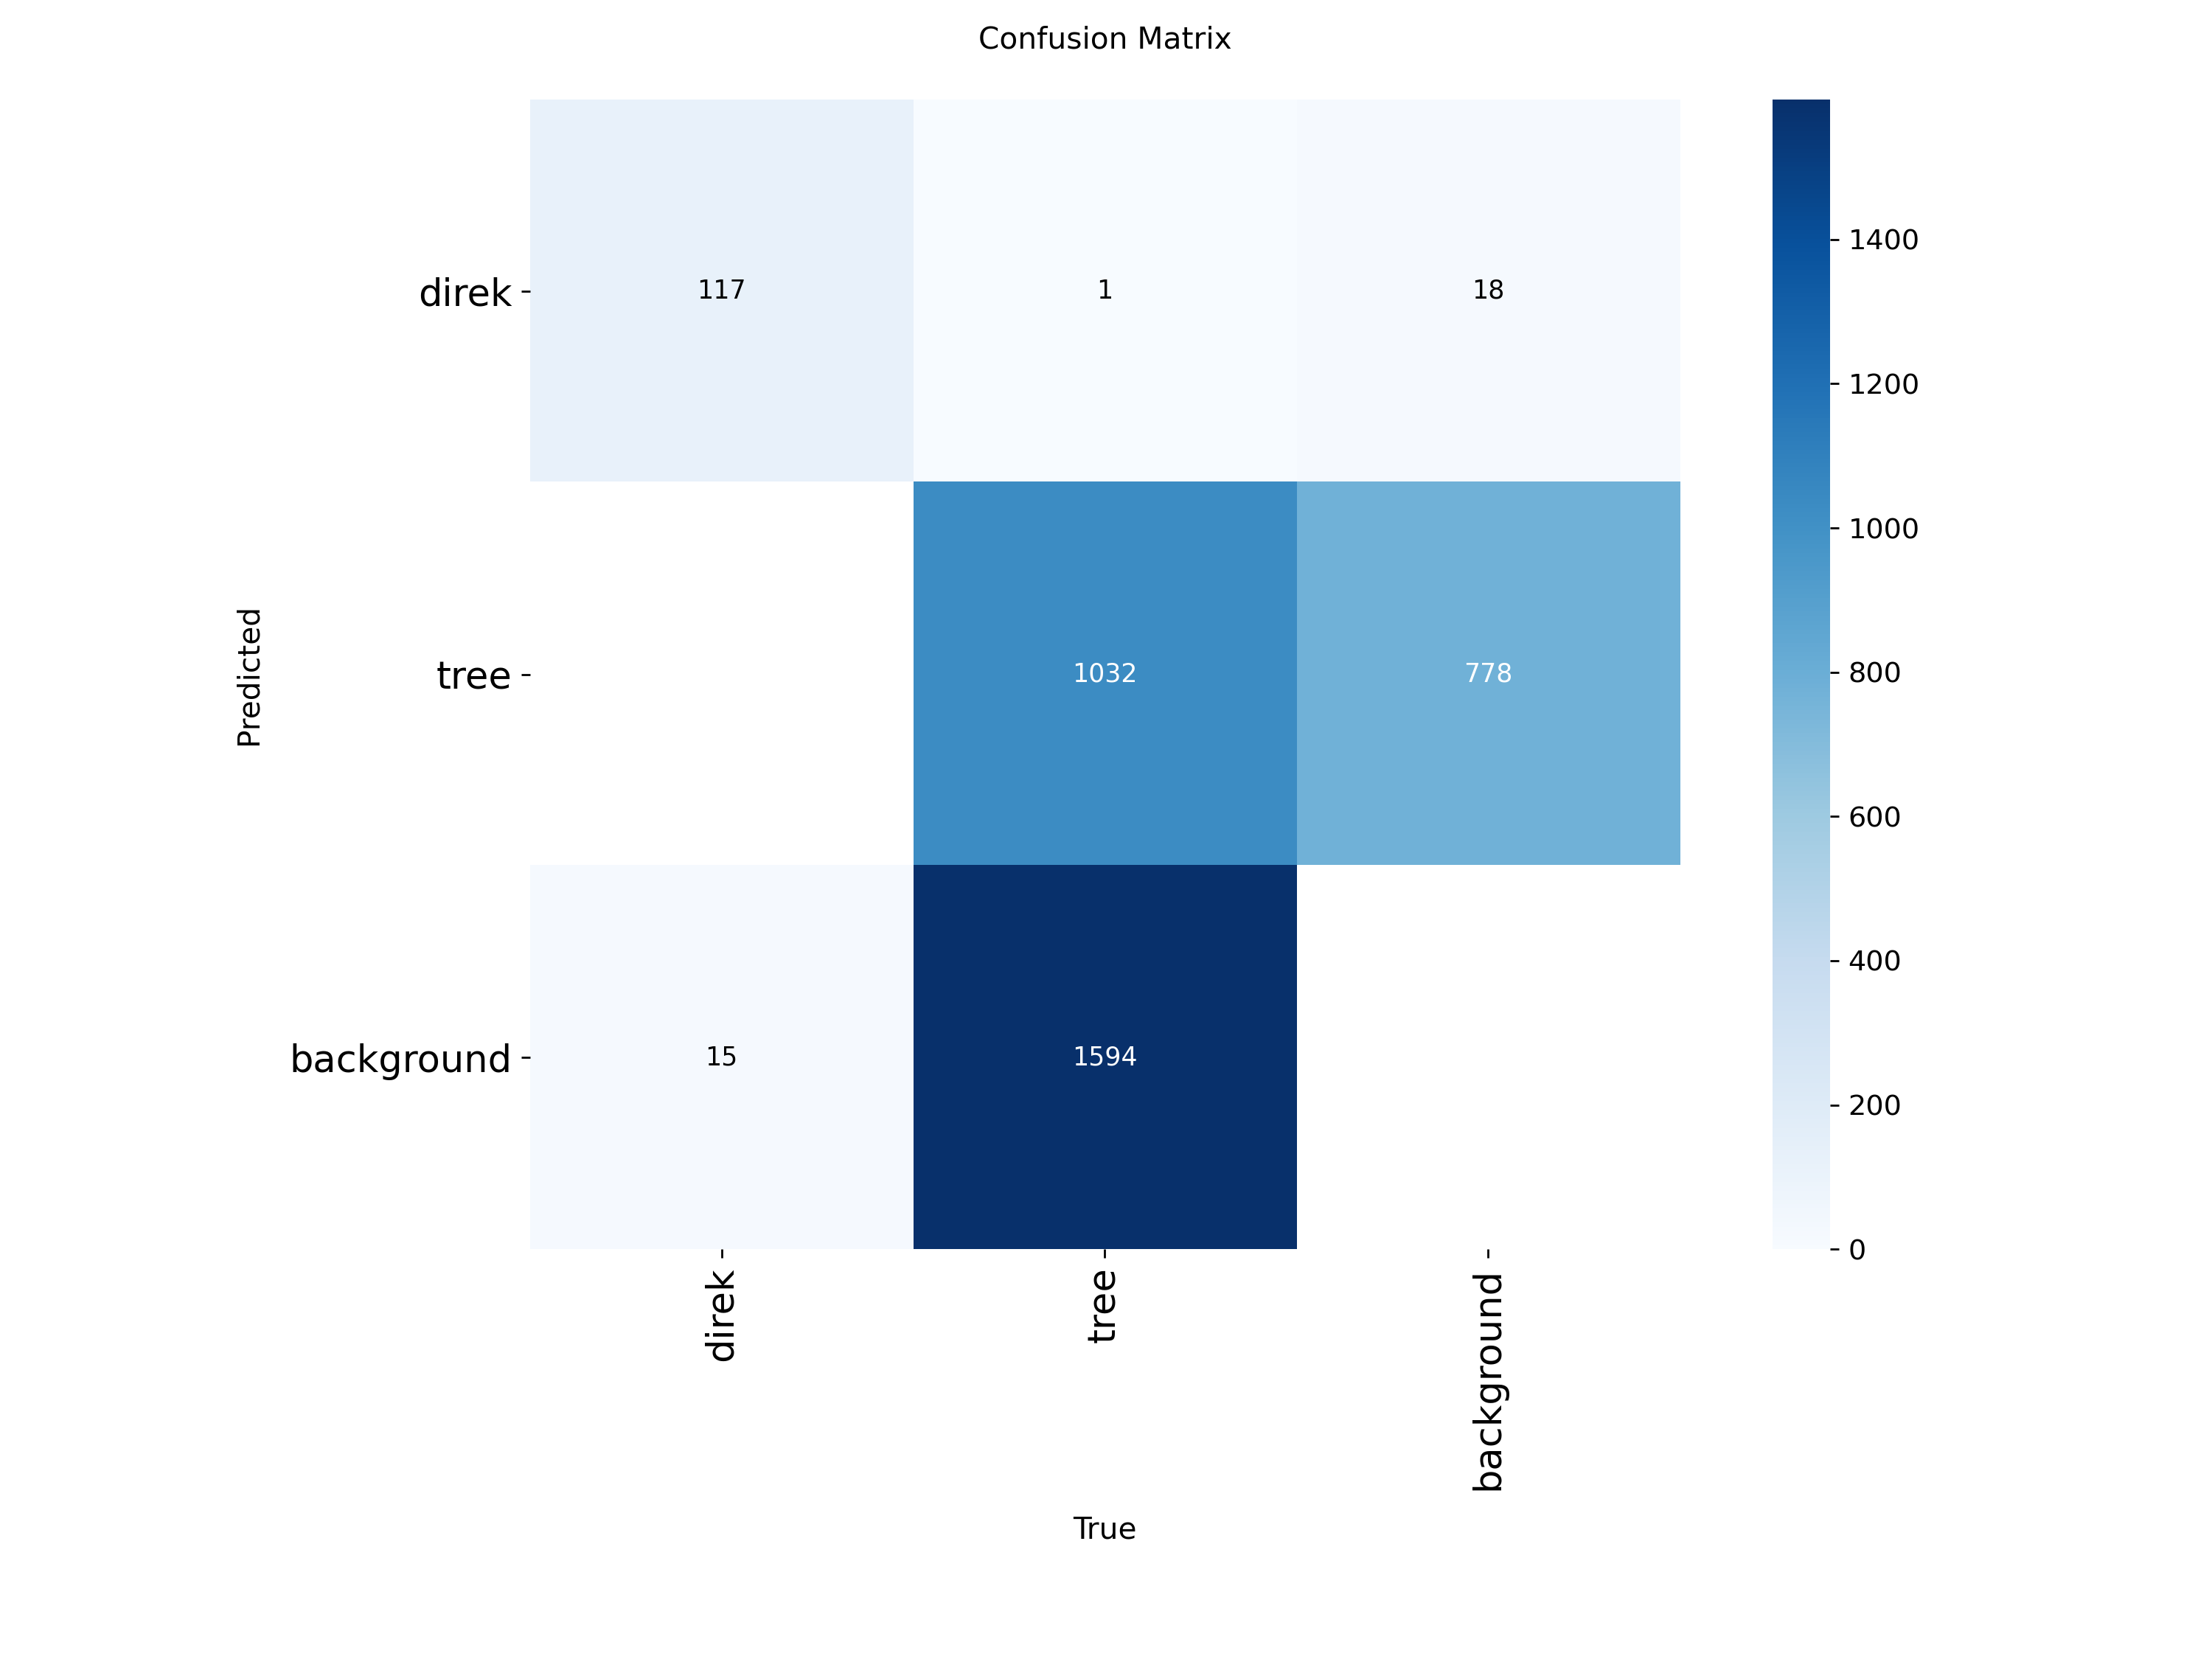 Confusion Matrix
direk
117
1
18
tree
1032
778
background
15
1594
Predicted
direk
tree
background
True
1400
1200
1000
800
600
400
200
0